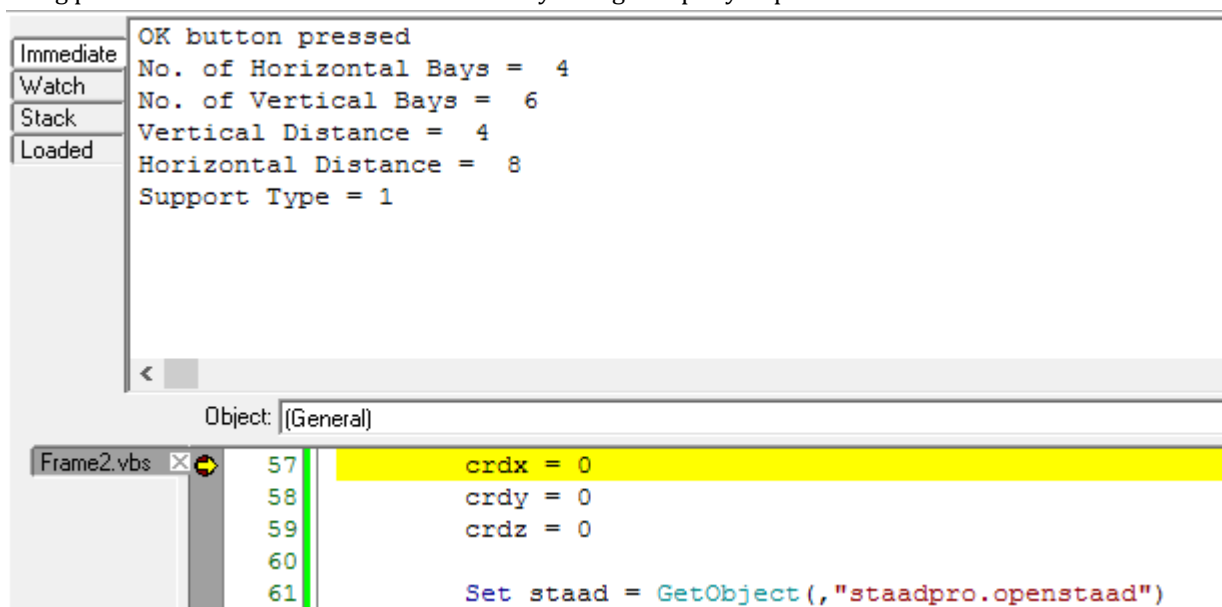 OK button pressed
Immediate
No. of Horizontal Bays =  4
Watch
No. of Vertical Bays =  6
Stack
Vertical Distance =  4
Loaded
Horizontal Distance =  8
Support Type = 1
<
Object: (General)
Frame2.vbs
57 crdx = 0
58 crdy = 0
59 crdz = 0
60
61 Set staad = GetObject(,"staadpro.openstaad")